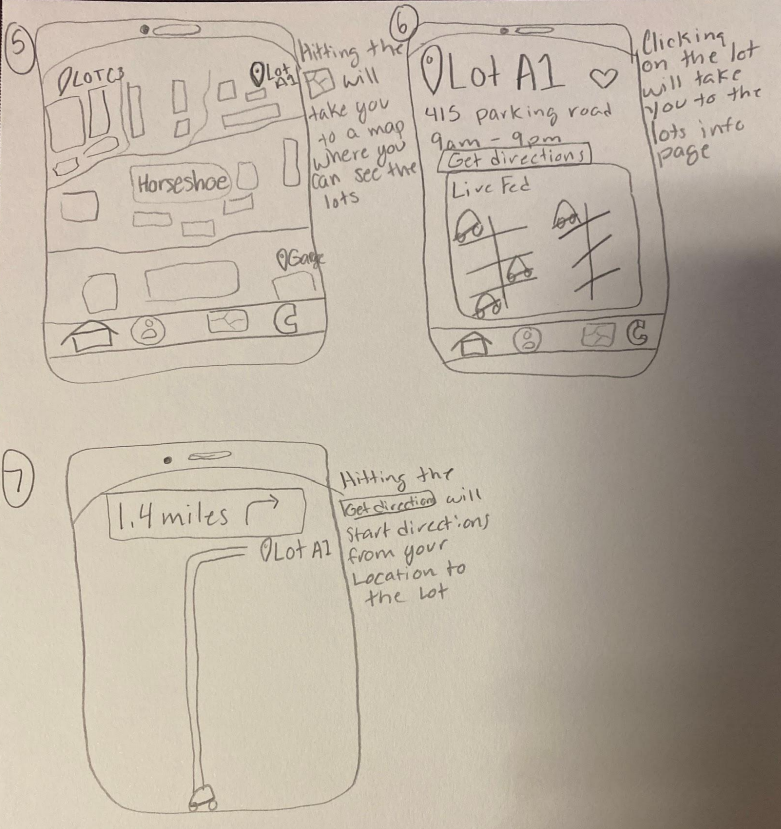 5
LOTC3
Lot
A1
Horseshoe
Garge
Hitting the
will
take you
to a map
where you
can see the
lots
6
Lot A1
415 parking road
9am - 9pm
Get directions
Live Fed
Clicking
on the lot
will take
you to the
lots info
page
7
1.4 miles
Lot A1
Hitting the
Get direction will
start directions
from your
Location to
the Lot